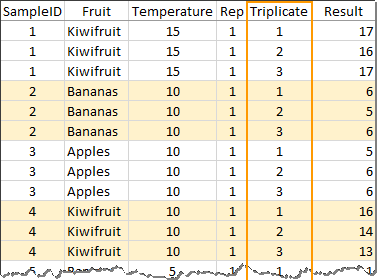 SampleID Fruit Temperature Rep Triplicate Result
1 Kiwifruit 15 1 1 17
1 Kiwifruit 15 1 2 16
1 Kiwifruit 15 1 3 17
2 Bananas 10 1 1 6
2 Bananas 10 1 2 5
2 Bananas 10 1 3 6
3 Apples 10 1 1 5
3 Apples 10 1 2 6
3 Apples 10 1 3 6
4 Kiwifruit 10 1 1 16
4 Kiwifruit 10 1 2 14
4 Kiwifruit 10 1 3 13
5 1 1